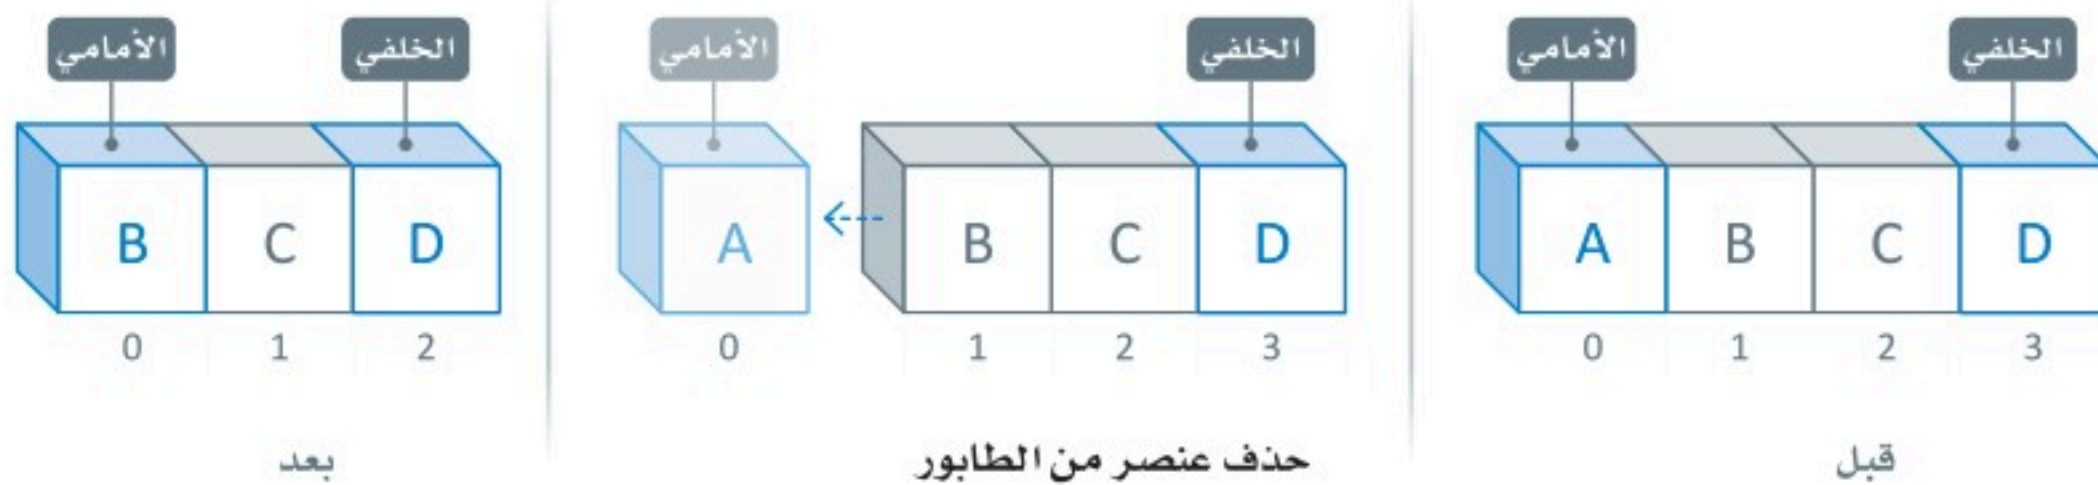 الأمامي الخلفي
A B C D
0 1 2 3
قبل
الأمامي الخلفي
A B C D
0 1 2 3
حذف عنصر من الطابور
الأمامي الخلفي
B C D
0 1 2
بعد